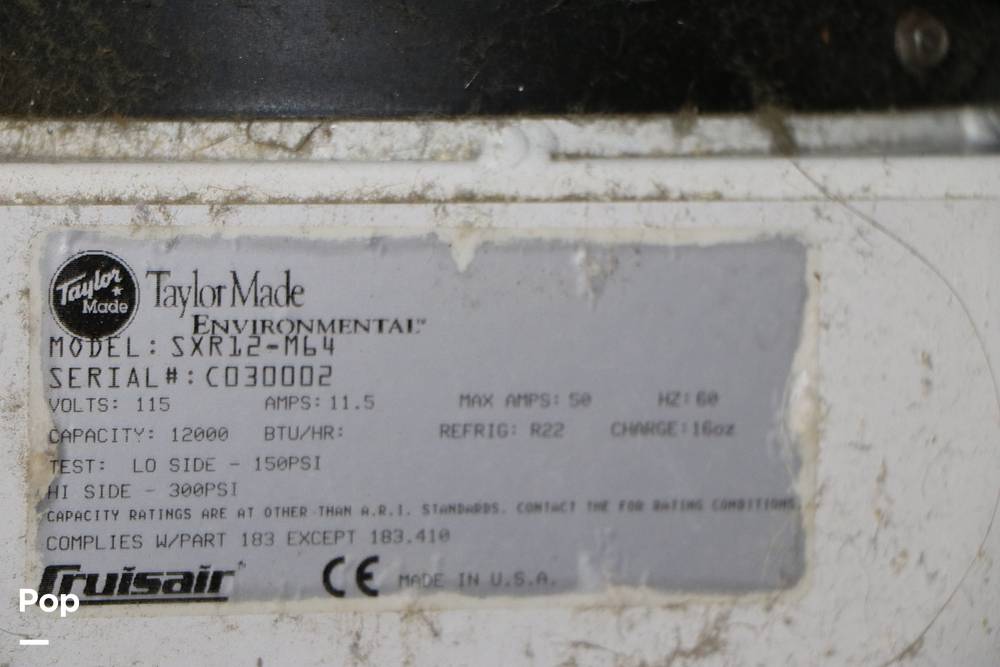 Taylor Made
Taylor Made
ENVIRONMENTAL™
MODEL: SXR12-M64
SERIAL#: C030002
VOLTS: 115 AMPS: 11.5 MAX AMPS: 50 HZ: 60
CAPACITY: 12000 BTU/HR: REFRIG: R22 CHARGE: 16oz
TEST: LO SIDE - 150PSI
HI SIDE - 300PSI
CAPACITY RATINGS ARE AT OTHER THAN A.R.I. STANDARDS. CONTACT TME FOR RATING CONDITIONS.
COMPLIES W/PART 183 EXCEPT 183.410
Cruisair CE MADE IN U.S.A.
Pop